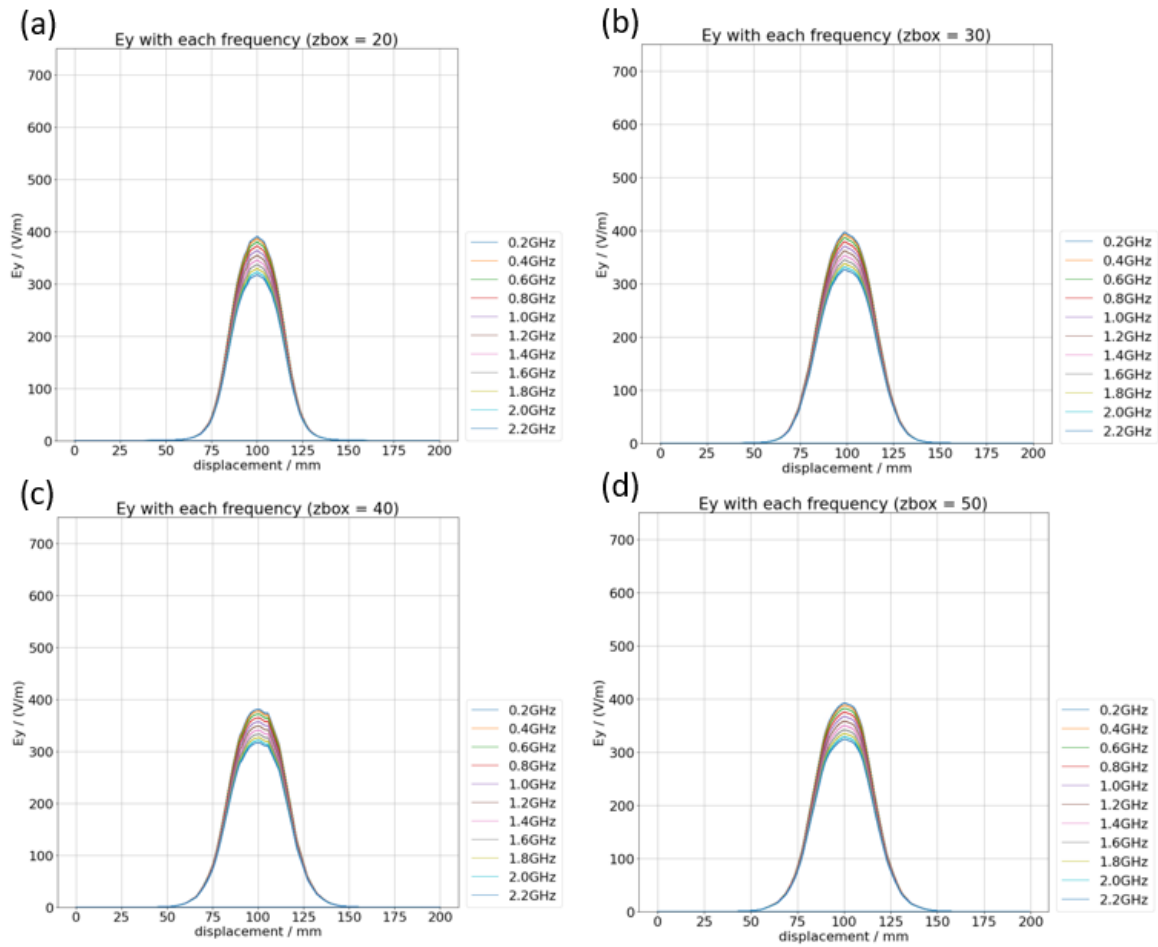 (a)
Ey with each frequency (zbox = 20)
700
600
500
400
300
200
100
0
Ey / (V/m)
0 25 50 75 100 125 150 175 200
displacement / mm
0.2GHz
0.4GHz
0.6GHz
0.8GHz
1.0GHz
1.2GHz
1.4GHz
1.6GHz
1.8GHz
2.0GHz
2.2GHz
(b)
Ey with each frequency (zbox = 30)
700
600
500
400
300
200
100
0
Ey / (V/m)
0 25 50 75 100 125 150 175 200
displacement / mm
0.2GHz
0.4GHz
0.6GHz
0.8GHz
1.0GHz
1.2GHz
1.4GHz
1.6GHz
1.8GHz
2.0GHz
2.2GHz
(c)
Ey with each frequency (zbox = 40)
700
600
500
400
300
200
100
0
Ey / (V/m)
0 25 50 75 100 125 150 175 200
displacement / mm
0.2GHz
0.4GHz
0.6GHz
0.8GHz
1.0GHz
1.2GHz
1.4GHz
1.6GHz
1.8GHz
2.0GHz
2.2GHz
(d)
Ey with each frequency (zbox = 50)
700
600
500
400
300
200
100
0
Ey / (V/m)
0 25 50 75 100 125 150 175 200
displacement / mm
0.2GHz
0.4GHz
0.6GHz
0.8GHz
1.0GHz
1.2GHz
1.4GHz
1.6GHz
1.8GHz
2.0GHz
2.2GHz